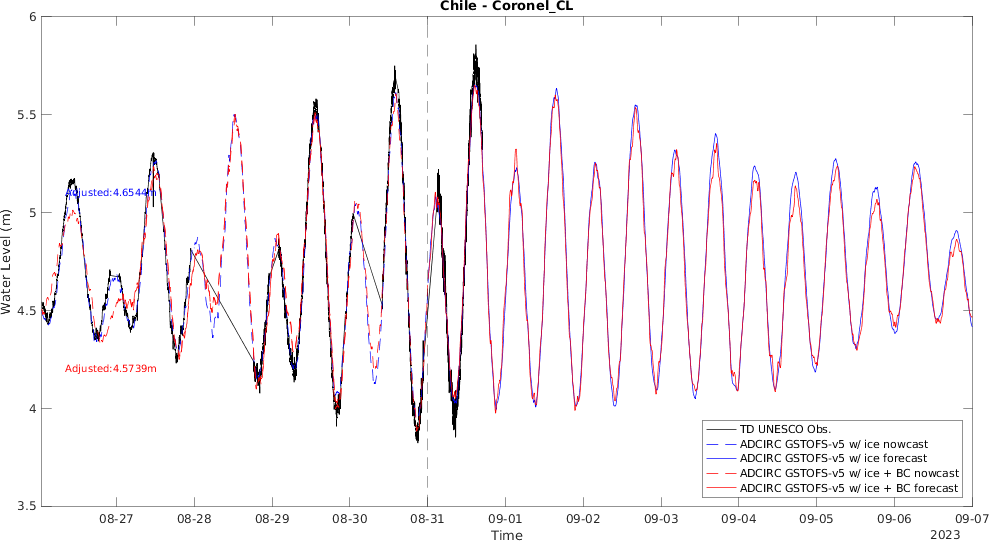 Chile - Coronel_CL
6
5.5
5
4.5
4
3.5
Water Level (m)
Adjusted:4.6544m
Adjusted:4.5739m
TD UNESCO Obs.
ADCIRC GSTOFS-v5 w/ ice nowcast
ADCIRC GSTOFS-v5 w/ ice forecast
ADCIRC GSTOFS-v5 w/ ice + BC nowcast
ADCIRC GSTOFS-v5 w/ ice + BC forecast
08-27 08-28 08-29 08-30 08-31 09-01 09-02 09-03 09-04 09-05 09-06 09-07
Time
2023